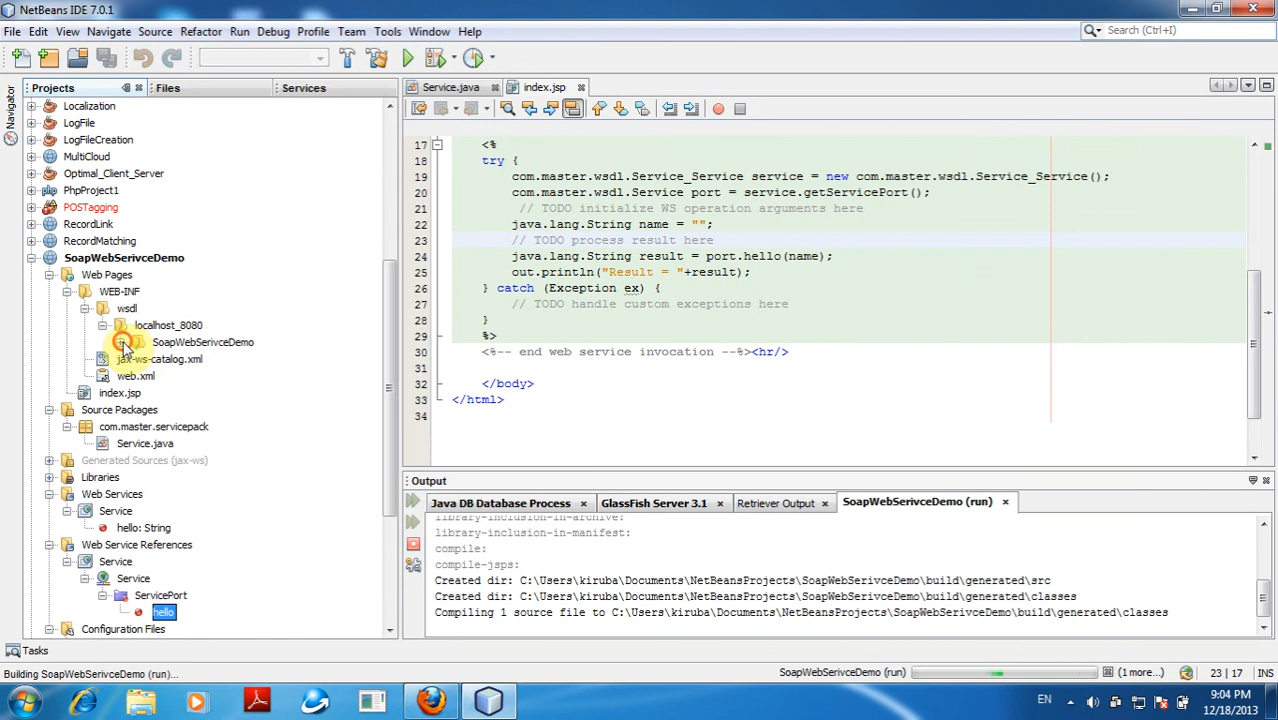 NetBeans IDE 7.0.1
File Edit View Navigate Source Refactor Run Debug Profile Team Tools Window Help
Search (Ctrl+I)
Projects
Files
Services
Service.java
index.jsp
Navigator
Localization
LogFile
LogFileCreation
MultiCloud
Optimal_Client_Server
PhpProject1
POSTagging
RecordLink
RecordMatching
SoapWebSerivceDemo
Web Pages
WEB-INF
wsdl
localhost_8080
SoapWebSerivceDemo
jax-ws-catalog.xml
web.xml
index.jsp
Source Packages
com.master.servicepack
Service.java
Generated Sources (jax-ws)
Libraries
Web Services
Service
hello: String
Web Service References
Service
Service
ServicePort
hello
Configuration Files
17 <%
18 try {
19 com.master.wsdl.Service_Service service = new com.master.wsdl.Service_Service();
20 com.master.wsdl.Service port = service.getServicePort();
21 // TODO initialize WS operation arguments here
22 java.lang.String name = "";
23 // TODO process result here
24 java.lang.String result = port.hello(name);
25 out.println("Result = "+result);
26 } catch (Exception ex) {
27 // TODO handle custom exceptions here
28 }
29 %>
30 <%-- end web service invocation --%><hr/>
31
32 </body>
33 </html>
34
Output
Java DB Database Process
GlassFish Server 3.1
Retriever Output
SoapWebSerivceDemo (run)
library-inclusion-in-archive:
library-inclusion-in-manifest:
compile:
compile-jsps:
Created dir: C:\Users\kiruba\Documents\NetBeansProjects\SoapWebSerivceDemo\build\generated\src
Created dir: C:\Users\kiruba\Documents\NetBeansProjects\SoapWebSerivceDemo\build\generated\classes
Compiling 1 source file to C:\Users\kiruba\Documents\NetBeansProjects\SoapWebSerivceDemo\build\generated\classes
Tasks
Building SoapWebSerivceDemo (run)...
SoapWebSerivceDemo (run)
(1 more...)
23 | 17
INS
EN
9:04 PM
12/18/2013